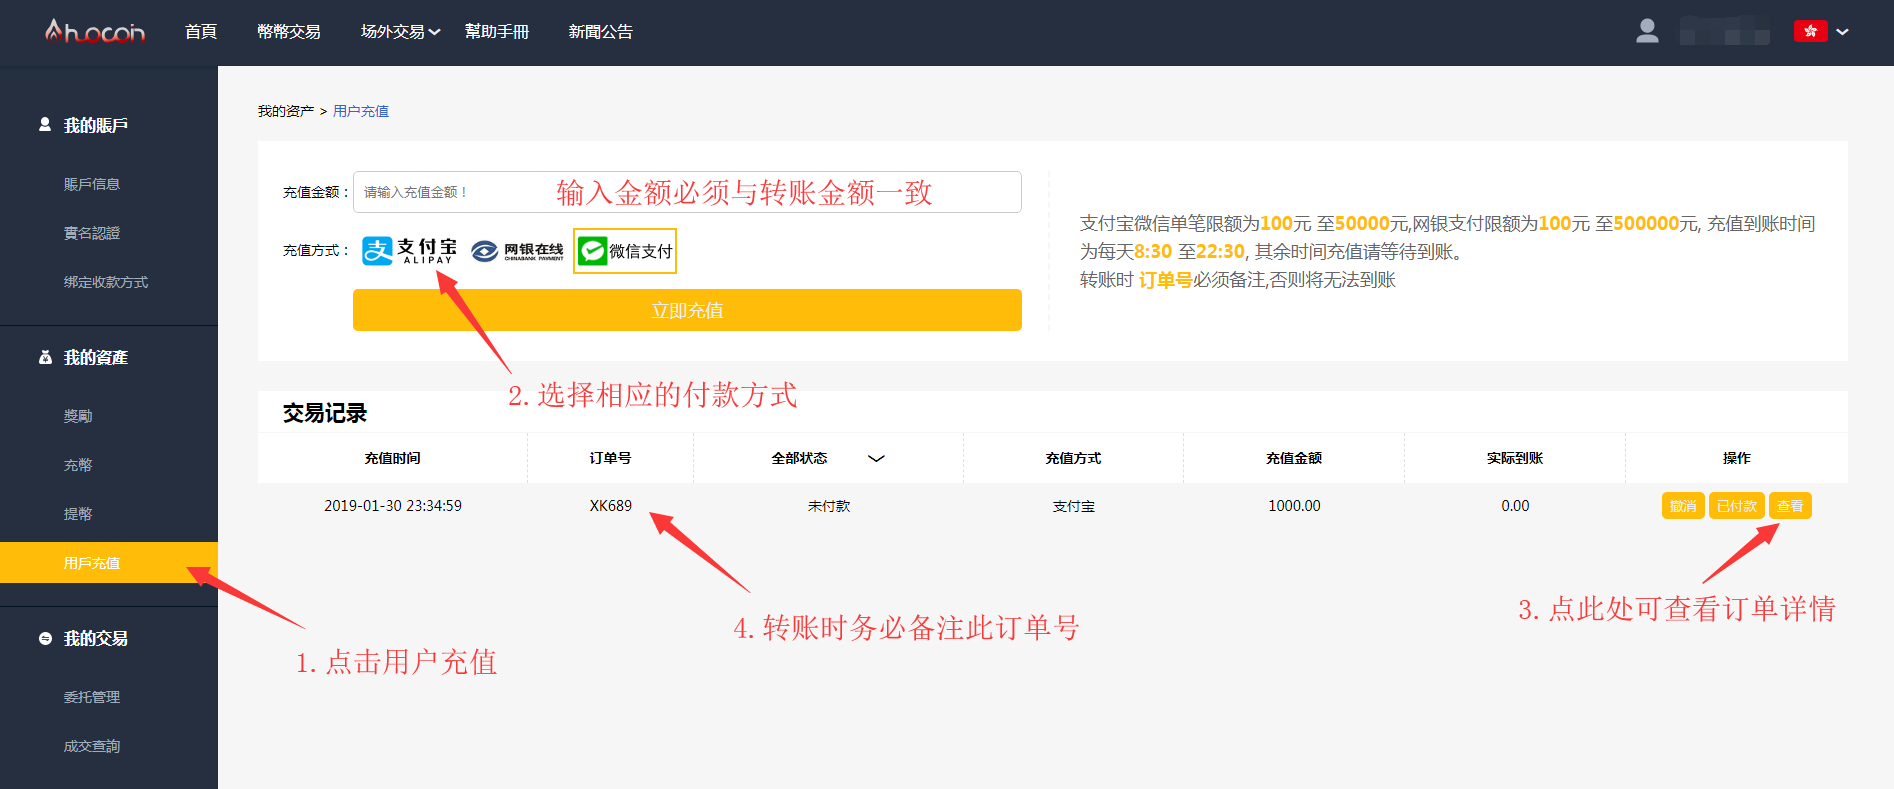 Ahuocoin 首頁 幣幣交易 场外交易 幫助手冊 新聞公告
我的賬戶
賬戶信息
實名認證
绑定收款方式
我的資產
獎勵
充幣
提幣
用戶充值
我的交易
委托管理
成交查詢
我的资产 > 用户充值
充值金额： 请输入充值金额！ 输入金额必须与转账金额一致
充值方式： 支付宝 ALIPAY 网银在线 CHINABANK PAYMENT 微信支付
立即充值
支付宝微信单笔限额为100元 至50000元,网银支付限额为100元 至500000元, 充值到账时间
为每天8:30 至22:30, 其余时间充值请等待到账。
转账时 订单号必须备注,否则将无法到账
2.选择相应的付款方式
交易记录
充值时间 订单号 全部状态 充值方式 充值金额 实际到账 操作
2019-01-30 23:34:59 XK689 未付款 支付宝 1000.00 0.00 撤消 已付款 查看
3.点此处可查看订单详情
4.转账时务必备注此订单号
1.点击用户充值